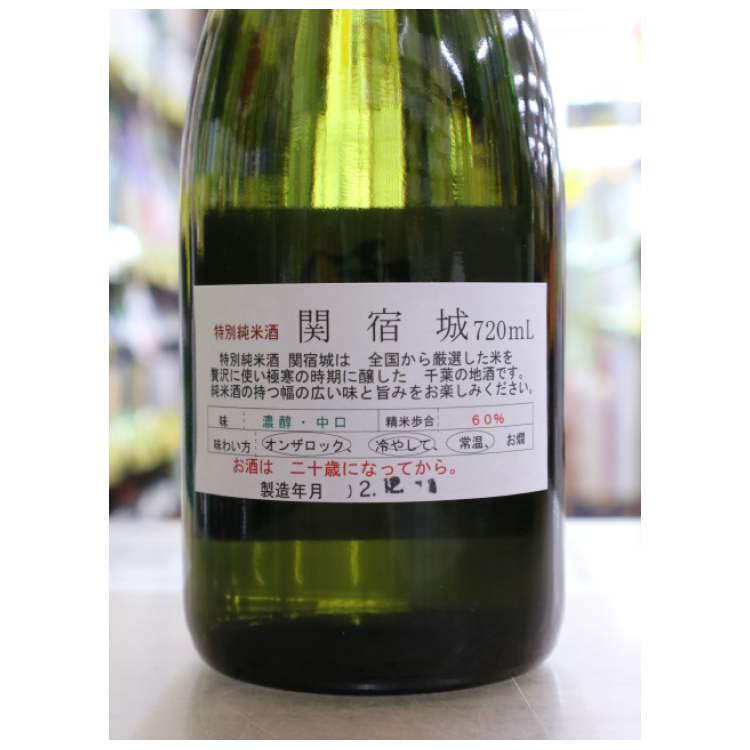 特別純米酒 関宿城720mL
特別純米酒 関宿城は 全国から厳選した米を
贅沢に使い極寒の時期に醸した 千葉の地酒です。
純米酒の持つ幅の広い味と旨みをお楽しみください。
味 濃醇・中口 精米歩合 60%
味わい方 オンザロック、 冷やして、 常温、 お燗
お酒は 二十歳になってから。
製造年月 2.